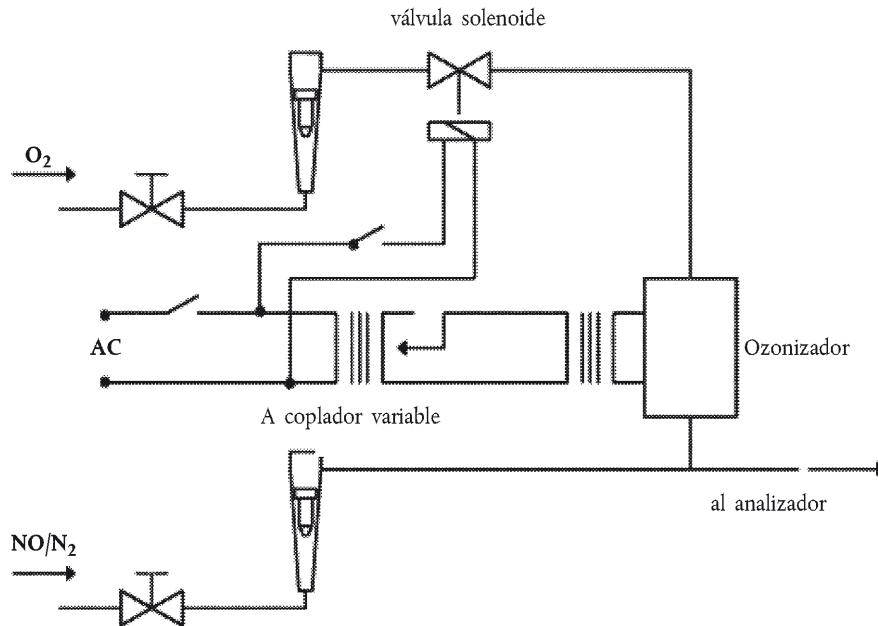 válvula solenoide
O₂
AC
Ozonizador
A coplador variable
al analizador
NO/N₂